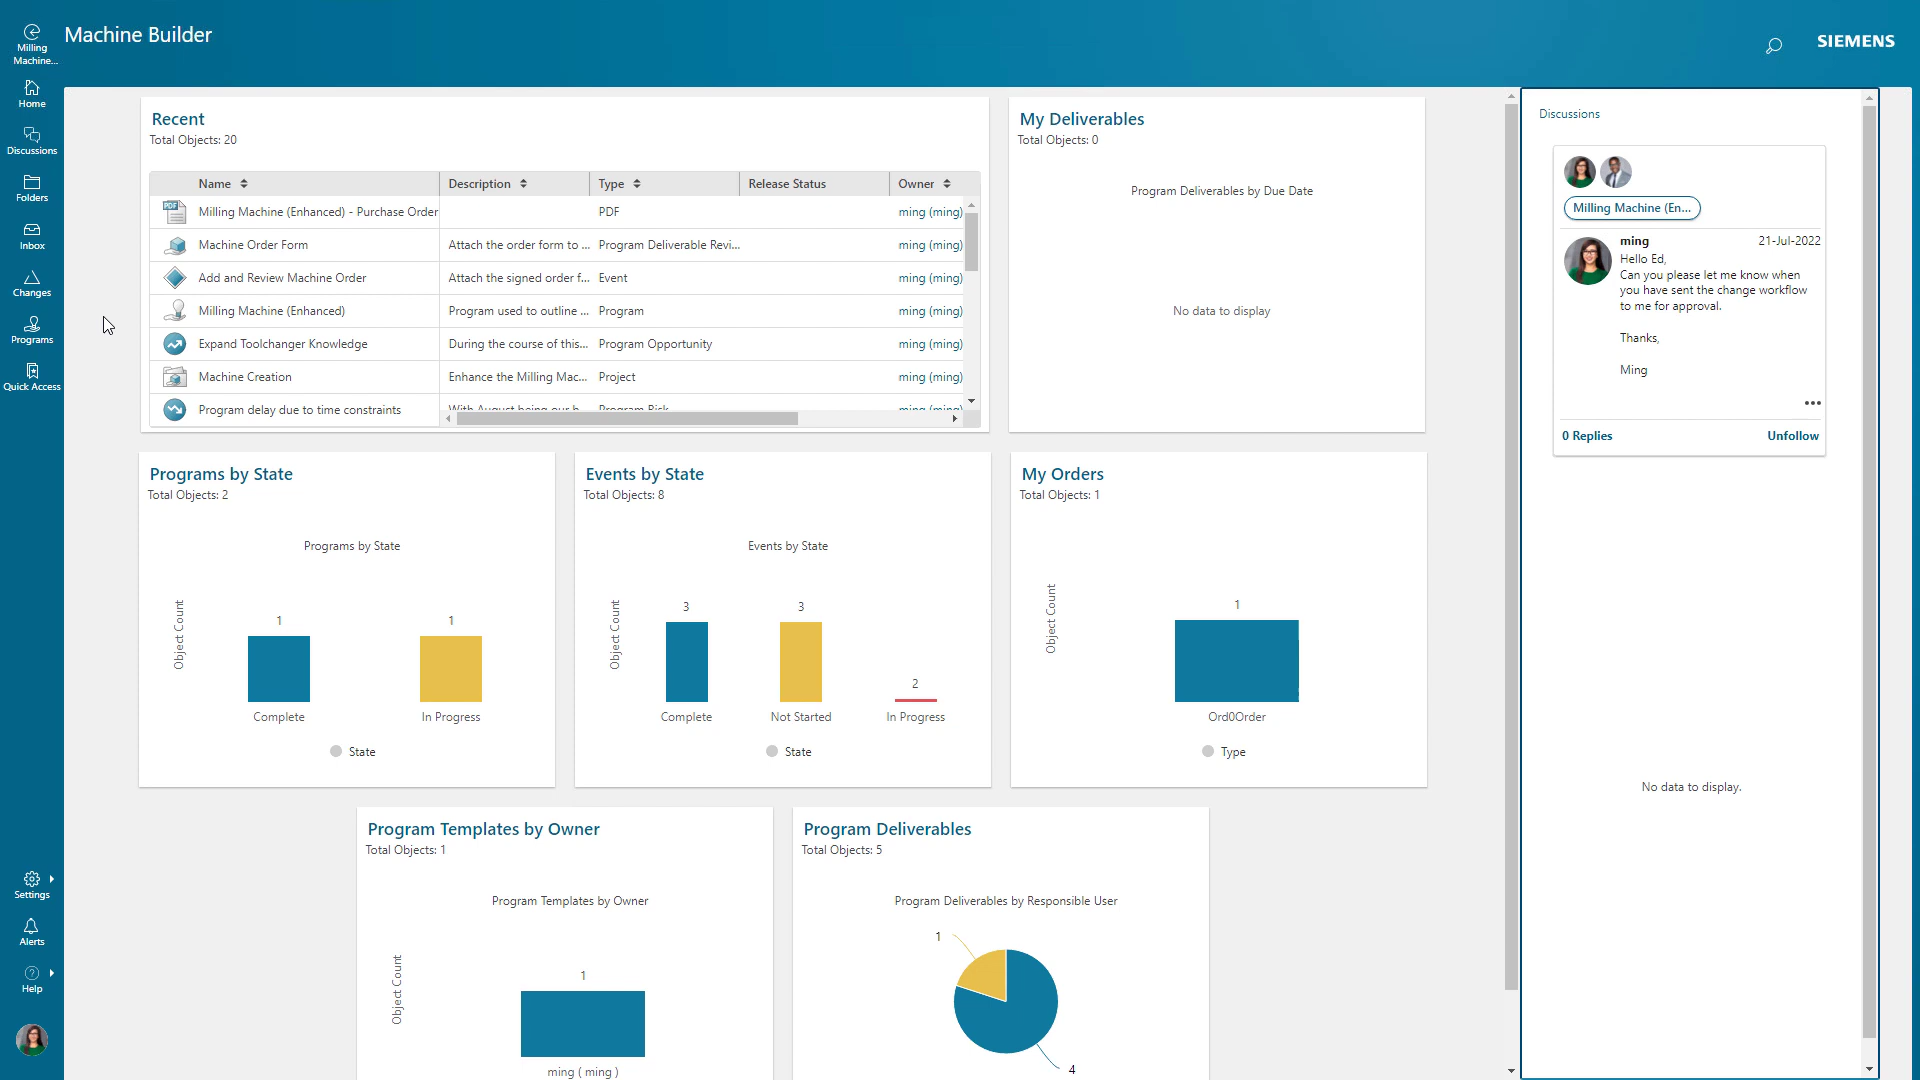 Milling
Machine...
Machine Builder
SIEMENS
Home
Discussions
Folders
Inbox
Changes
Programs
Quick Access
Settings
Alerts
Help
Recent
Total Objects: 20
Name Description Type Release Status Owner
PDF Milling Machine (Enhanced) - Purchase Order PDF ming (ming)
Machine Order Form Attach the order form to ... Program Deliverable Revi... ming (ming)
Add and Review Machine Order Attach the signed order f... Event ming (ming)
Milling Machine (Enhanced) Program used to outline ... Program ming (ming)
Expand Toolchanger Knowledge During the course of this... Program Opportunity ming (ming)
Machine Creation Enhance the Milling Mac... Project ming (ming)
Program delay due to time constraints With August being our b... Program Risk ming (ming)
My Deliverables
Total Objects: 0
Program Deliverables by Due Date
No data to display
Programs by State
Total Objects: 2
Programs by State
Object Count
1 1
Complete In Progress
State
Events by State
Total Objects: 8
Events by State
Object Count
3 3 2
Complete Not Started In Progress
State
My Orders
Total Objects: 1
Object Count
1
Ord0Order
Type
Program Templates by Owner
Total Objects: 1
Program Templates by Owner
Object Count
1
ming ( ming )
Program Deliverables
Total Objects: 5
Program Deliverables by Responsible User
1
4
Discussions
Milling Machine (En...
ming 21-Jul-2022
Hello Ed,
Can you please let me know when
you have sent the change workflow
to me for approval.
Thanks,
Ming
0 Replies Unfollow
No data to display.